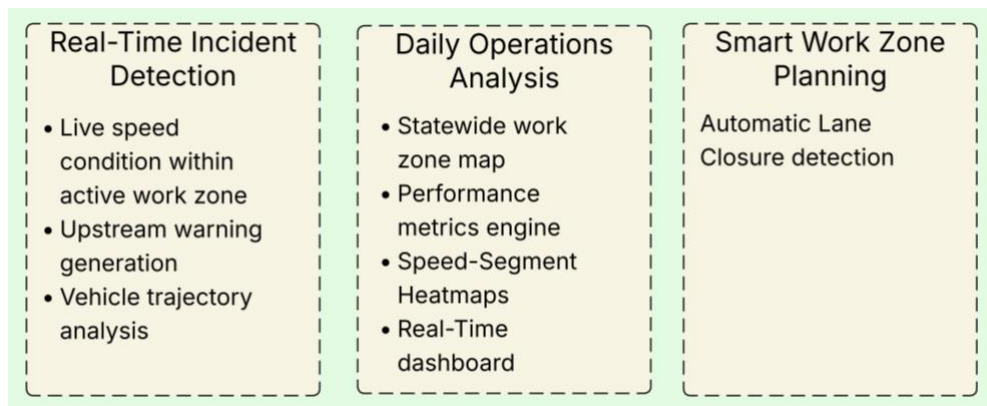 Real-Time Incident
Detection
• Live speed
condition within
active work zone
• Upstream warning
generation
• Vehicle trajectory
analysis
Daily Operations
Analysis
• Statewide work
zone map
• Performance
metrics engine
• Speed-Segment
Heatmaps
• Real-Time
dashboard
Smart Work Zone
Planning
Automatic Lane
Closure detection